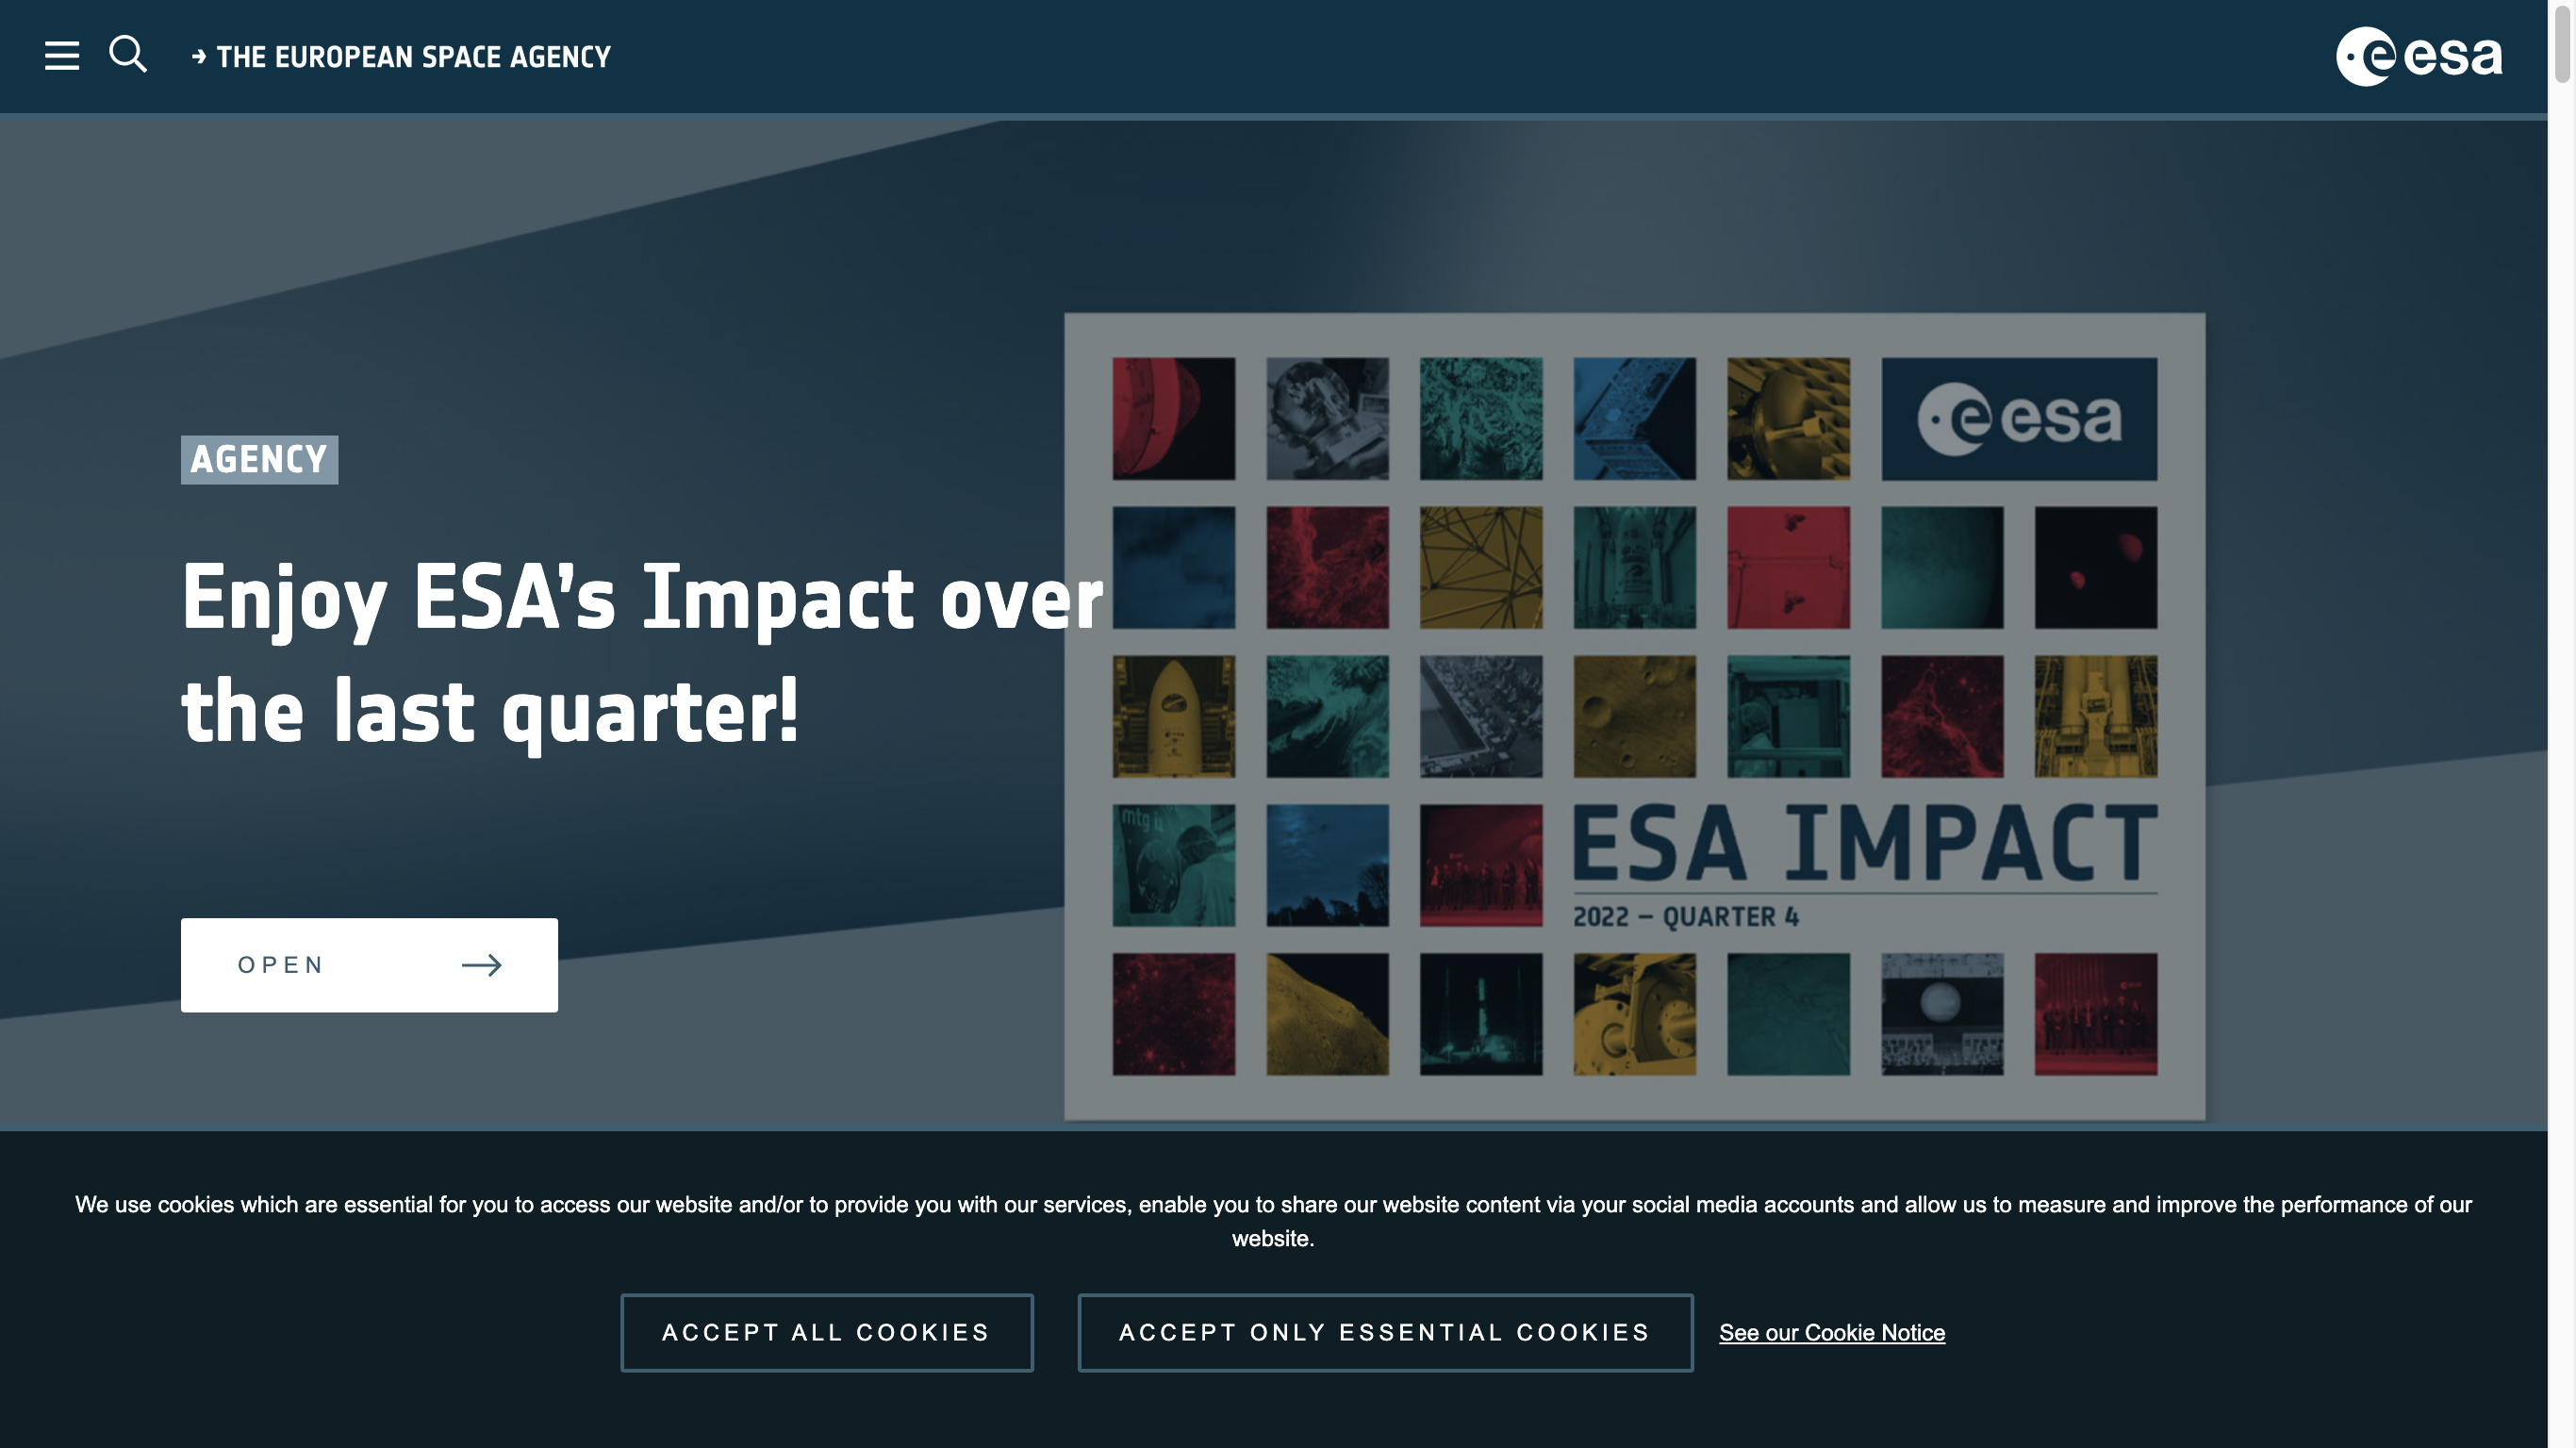 → THE EUROPEAN SPACE AGENCY
esa
AGENCY
Enjoy ESA's Impact over
the last quarter!
OPEN →
esa
mtg i1
ESA IMPACT
2022 – QUARTER 4
We use cookies which are essential for you to access our website and/or to provide you with our services, enable you to share our website content via your social media accounts and allow us to measure and improve the performance of our
website.
ACCEPT ALL COOKIES
ACCEPT ONLY ESSENTIAL COOKIES
See our Cookie Notice